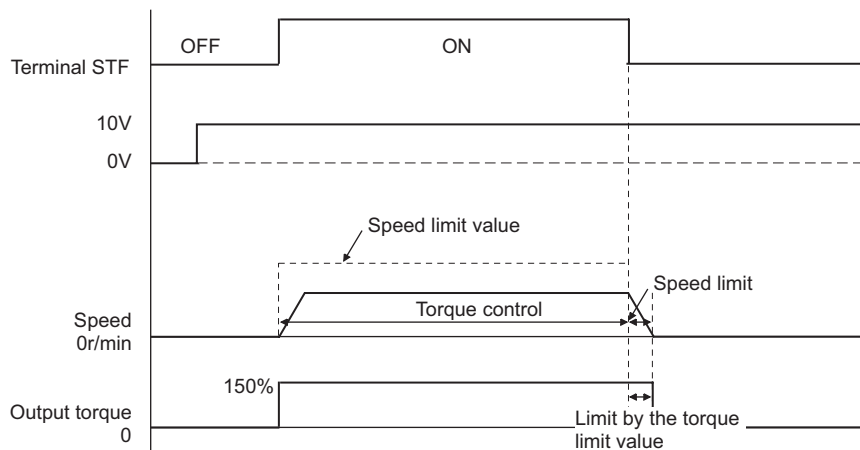 OFF
ON
Terminal STF
10V
0V
Speed limit value
Speed limit
Torque control
Speed
0r/min
150%
Output torque
0
Limit by the torque
limit value